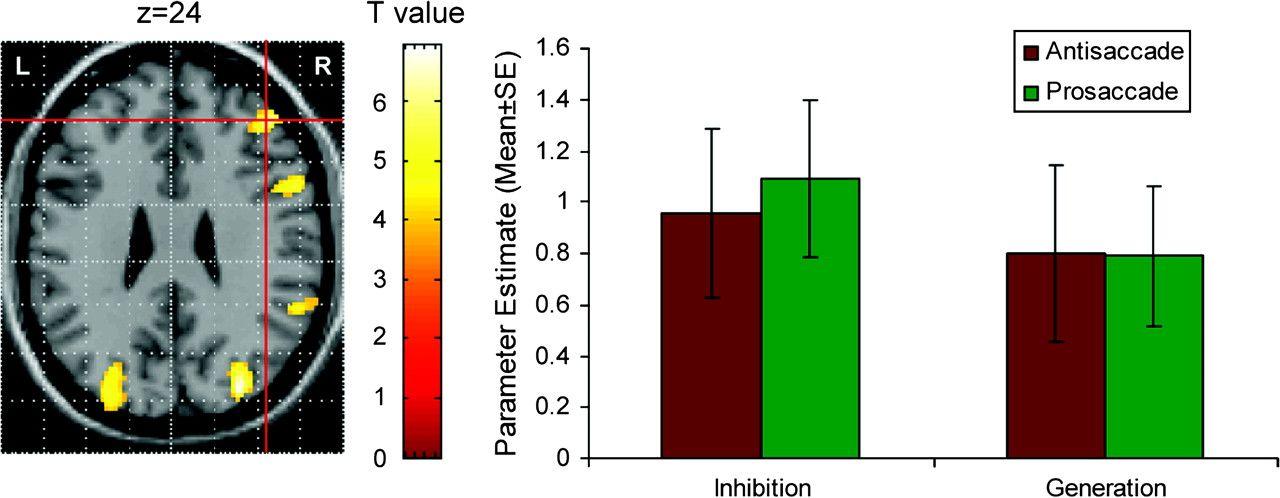 z=24
T value
L
R
6
5
4
3
2
1
0
Parameter Estimate (Mean±SE)
1.6
1.4
1.2
1
0.8
0.6
0.4
0.2
0
Antisaccade
Prosaccade
Inhibition
Generation